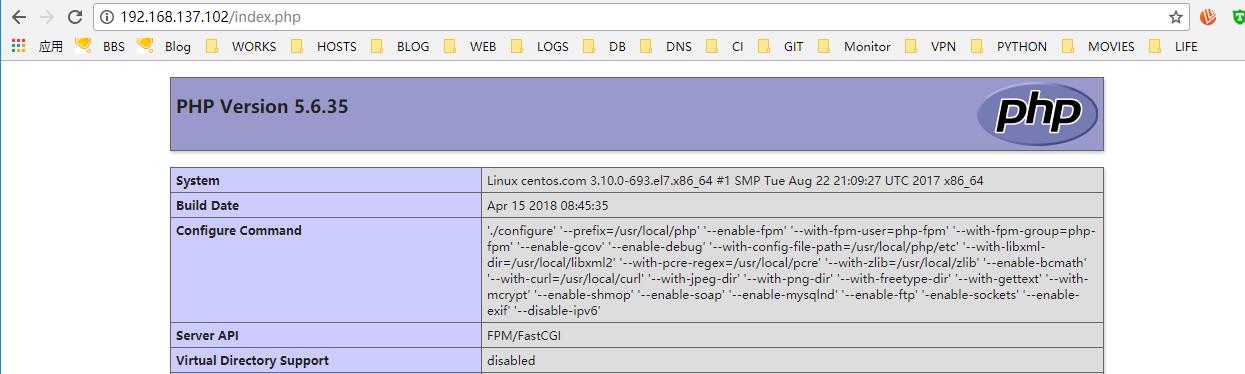 192.168.137.102/index.php
应用 BBS Blog WORKS HOSTS BLOG WEB LOGS DB DNS CI GIT Monitor VPN PYTHON MOVIES LIFE
PHP Version 5.6.35
php
System Linux centos.com 3.10.0-693.el7.x86_64 #1 SMP Tue Aug 22 21:09:27 UTC 2017 x86_64
Build Date Apr 15 2018 08:45:35
Configure Command './configure' '--prefix=/usr/local/php' '--enable-fpm' '--with-fpm-user=php-fpm' '--with-fpm-group=php-
fpm' '--enable-gcov' '--enable-debug' '--with-config-file-path=/usr/local/php/etc' '--with-libxml-
dir=/usr/local/libxml2' '--with-pcre-regex=/usr/local/pcre' '--with-zlib=/usr/local/zlib' '--enable-bcmath'
'--with-curl=/usr/local/curl' '--with-jpeg-dir' '--with-png-dir' '--with-freetype-dir' '--with-gettext' '--with-
mcrypt' '--enable-shmop' '--enable-soap' '--enable-mysqlnd' '--enable-ftp' '-enable-sockets' '--enable-
exif' '--disable-ipv6'
Server API FPM/FastCGI
Virtual Directory Support disabled